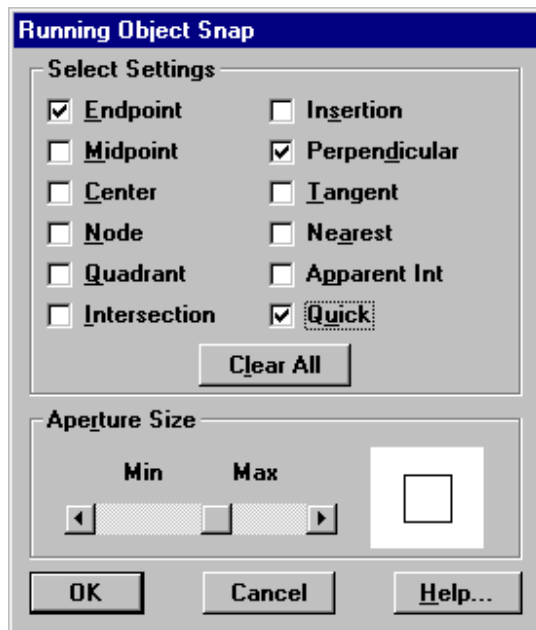 Running Object Snap
Select Settings
Endpoint Insertion
Midpoint Perpendicular
Center Tangent
Node Nearest
Quadrant Apparent Int
Intersection Quick
Clear All
Aperture Size
Min Max
OK Cancel Help...